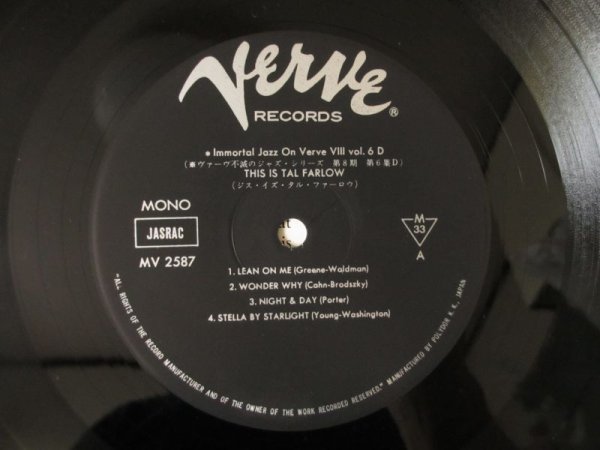 Verve
RECORDS ®
● Immortal Jazz On Verve VIII vol. 6 D
(※ヴァーヴ不滅のジャズ・シリーズ 第8期 第6集D)
THIS IS TAL FARLOW
(ジス・イズ・タル・ファーロウ)
MONO
JASRAC
MV 2587
M
33
A
1. LEAN ON ME (Greene-Waldman)
2. WONDER WHY (Cahn-Brodszky)
3. NIGHT & DAY (Porter)
4. STELLA BY STARLIGHT (Young-Washington)
"ALL RIGHTS OF THE RECORD MANUFACTURER AND OF THE OWNER OF THE WORK RECORDED RESERVED." MANUFACTURED BY POLYDOR K. K., JAPAN